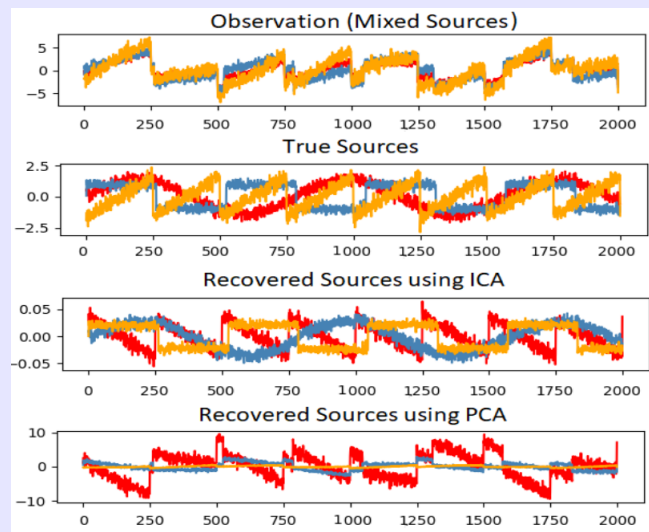 Observation (Mixed Sources)
5
0
−5
0 250 500 750 1000 1250 1500 1750 2000
True Sources
2.5
0.0
−2.5
0 250 500 750 1000 1250 1500 1750 2000
Recovered Sources using ICA
0.05
0.00
−0.05
0 250 500 750 1000 1250 1500 1750 2000
Recovered Sources using PCA
10
0
−10
0 250 500 750 1000 1250 1500 1750 2000